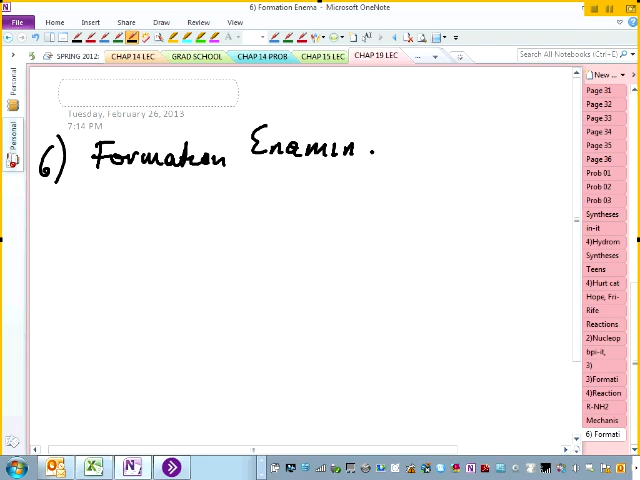 6) Formation Enema - Microsoft OneNote
File Home Insert Share Draw Review View
SPRING 2012: CHAP 14 LEC GRAD SCHOOL CHAP 14 PROB CHAP 15 LEC CHAP 19 LEC ... Search All Notebooks (Ctrl+E)
Personal
Personal
Tuesday, February 26, 2013
7:14 PM
6) Formation Enamin.
New ...
Page 31
Page 32
Page 33
Page 34
Page 35
Page 36
Prob 01
Prob 02
Prob 03
Syntheses
in-it
4)Hydrom
Syntheses
Teens
4)Hurt cat
Hope, Fri-
Rife
Reactions
2)Nucleop
bpi-it,
3)
3)Formati
4)Reaction
R-NH2
Mechanis
6) Formati